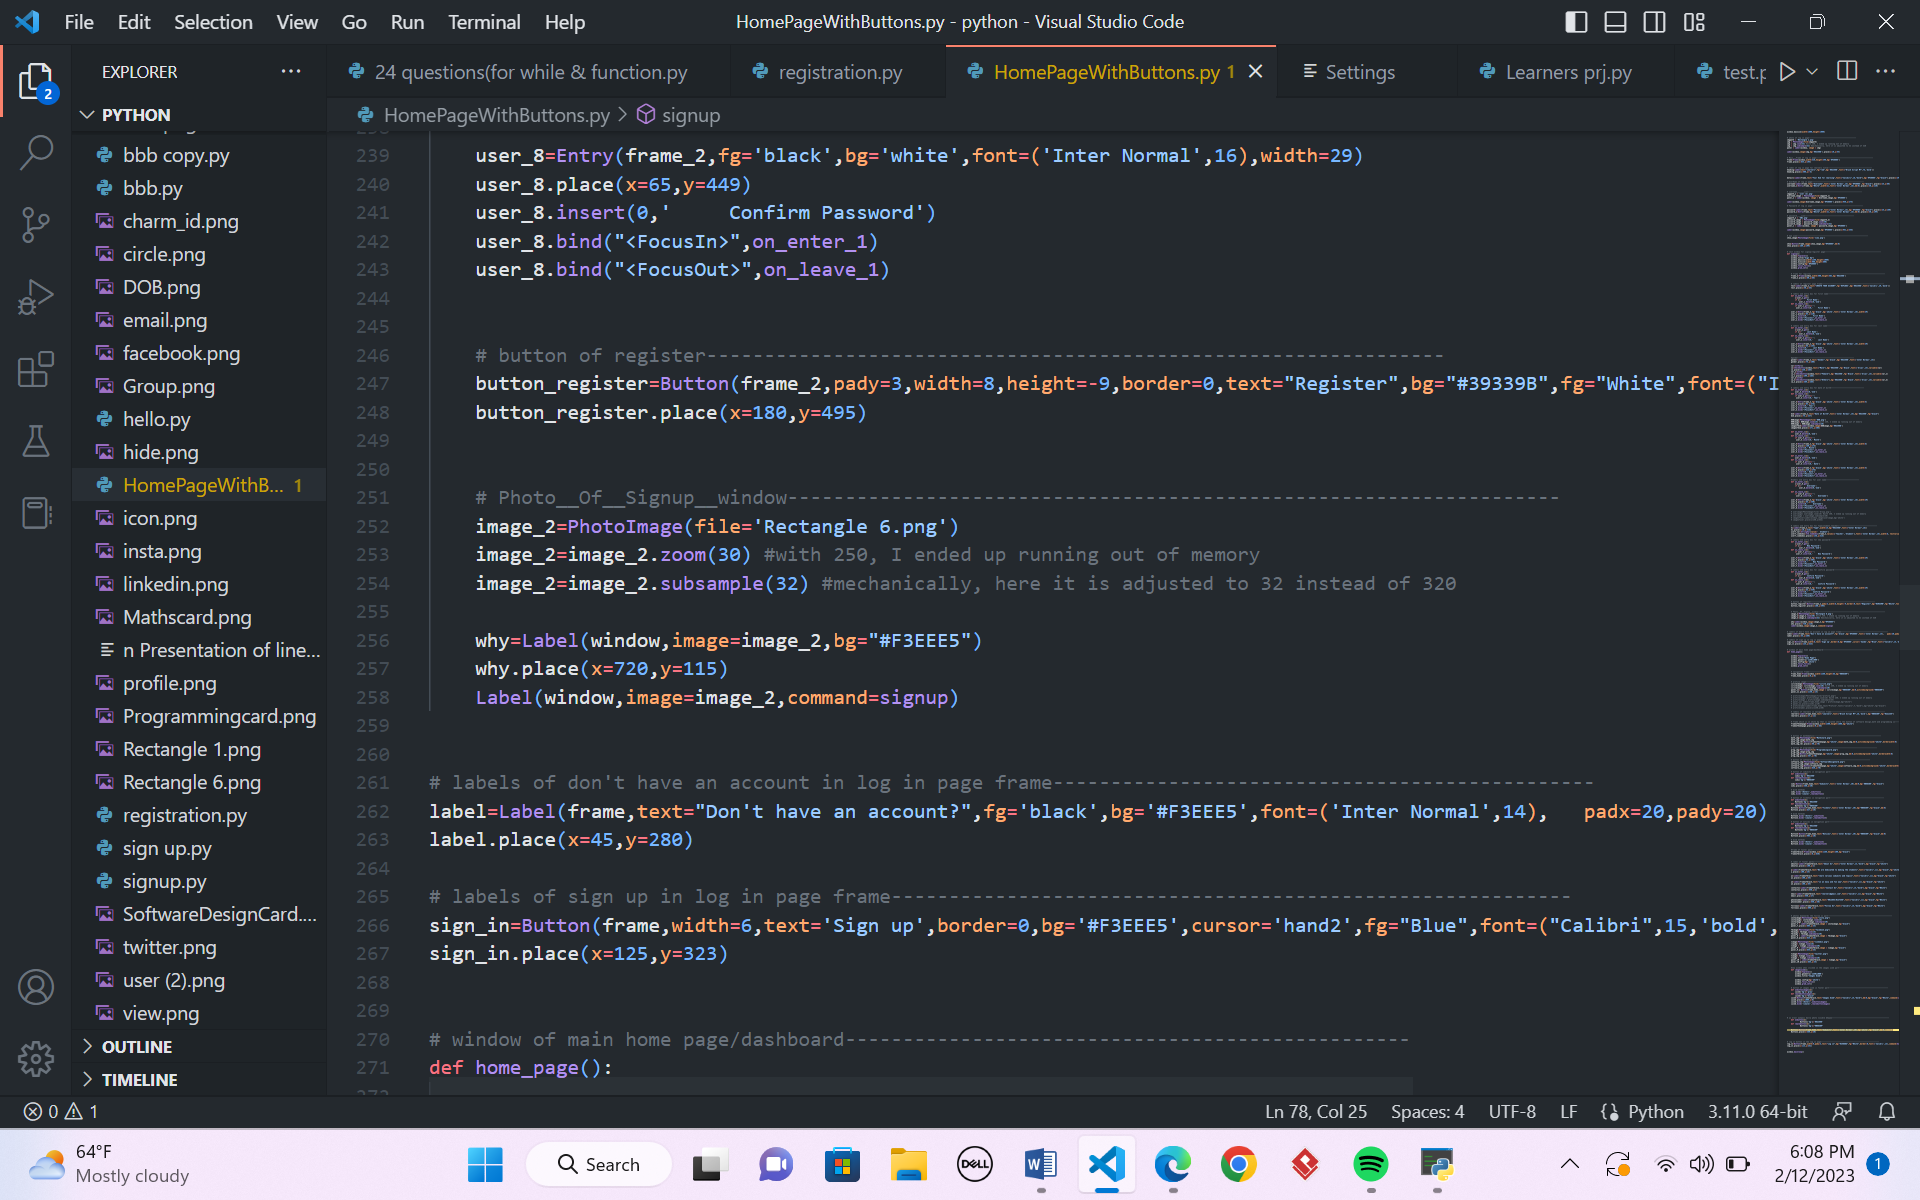 File Edit Selection View Go Run Terminal Help
HomePageWithButtons.py - python - Visual Studio Code
EXPLORER
24 questions(for while & function.py
registration.py
HomePageWithButtons.py 1
Settings
Learners prj.py
test.p
2
PYTHON
HomePageWithButtons.py > signup
bbb copy.py
bbb.py
charm_id.png
circle.png
DOB.png
email.png
facebook.png
Group.png
hello.py
hide.png
HomePageWithB... 1
icon.png
insta.png
linkedin.png
Mathscard.png
n Presentation of line...
profile.png
Programmingcard.png
Rectangle 1.png
Rectangle 6.png
registration.py
sign up.py
signup.py
SoftwareDesignCard....
twitter.png
user (2).png
view.png
OUTLINE
TIMELINE
239 user_8=Entry(frame_2,fg='black',bg='white',font=('Inter Normal',16),width=29)
240 user_8.place(x=65,y=449)
241 user_8.insert(0,'     Confirm Password')
242 user_8.bind("<FocusIn>",on_enter_1)
243 user_8.bind("<FocusOut>",on_leave_1)
244
245
246 # button of register----------------------------------------------------------------
247 button_register=Button(frame_2,pady=3,width=8,height=-9,border=0,text="Register",bg="#39339B",fg="White",font=("I
248 button_register.place(x=180,y=495)
249
250
251 # Photo__Of__Signup__window-------------------------------------------------------------------
252 image_2=PhotoImage(file='Rectangle 6.png')
253 image_2=image_2.zoom(30) #with 250, I ended up running out of memory
254 image_2=image_2.subsample(32) #mechanically, here it is adjusted to 32 instead of 320
255
256 why=Label(window,image=image_2,bg="#F3EEE5")
257 why.place(x=720,y=115)
258 Label(window,image=image_2,command=signup)
259
260
261 # labels of don't have an account in log in page frame-----------------------------------------------
262 label=Label(frame,text="Don't have an account?",fg='black',bg='#F3EEE5',font=('Inter Normal',14),   padx=20,pady=20)
263 label.place(x=45,y=280)
264
265 # labels of sign up in log in page frame-----------------------------------------------------------
266 sign_in=Button(frame,width=6,text='Sign up',border=0,bg='#F3EEE5',cursor='hand2',fg="Blue",font=("Calibri",15,'bold',
267 sign_in.place(x=125,y=323)
268
269
270 # window of main home page/dashboard-------------------------------------------------
271 def home_page():
0 1
Ln 78, Col 25 Spaces: 4 UTF-8 LF Python 3.11.0 64-bit
64°F
Mostly cloudy
Search
DELL
6:08 PM
2/12/2023
1